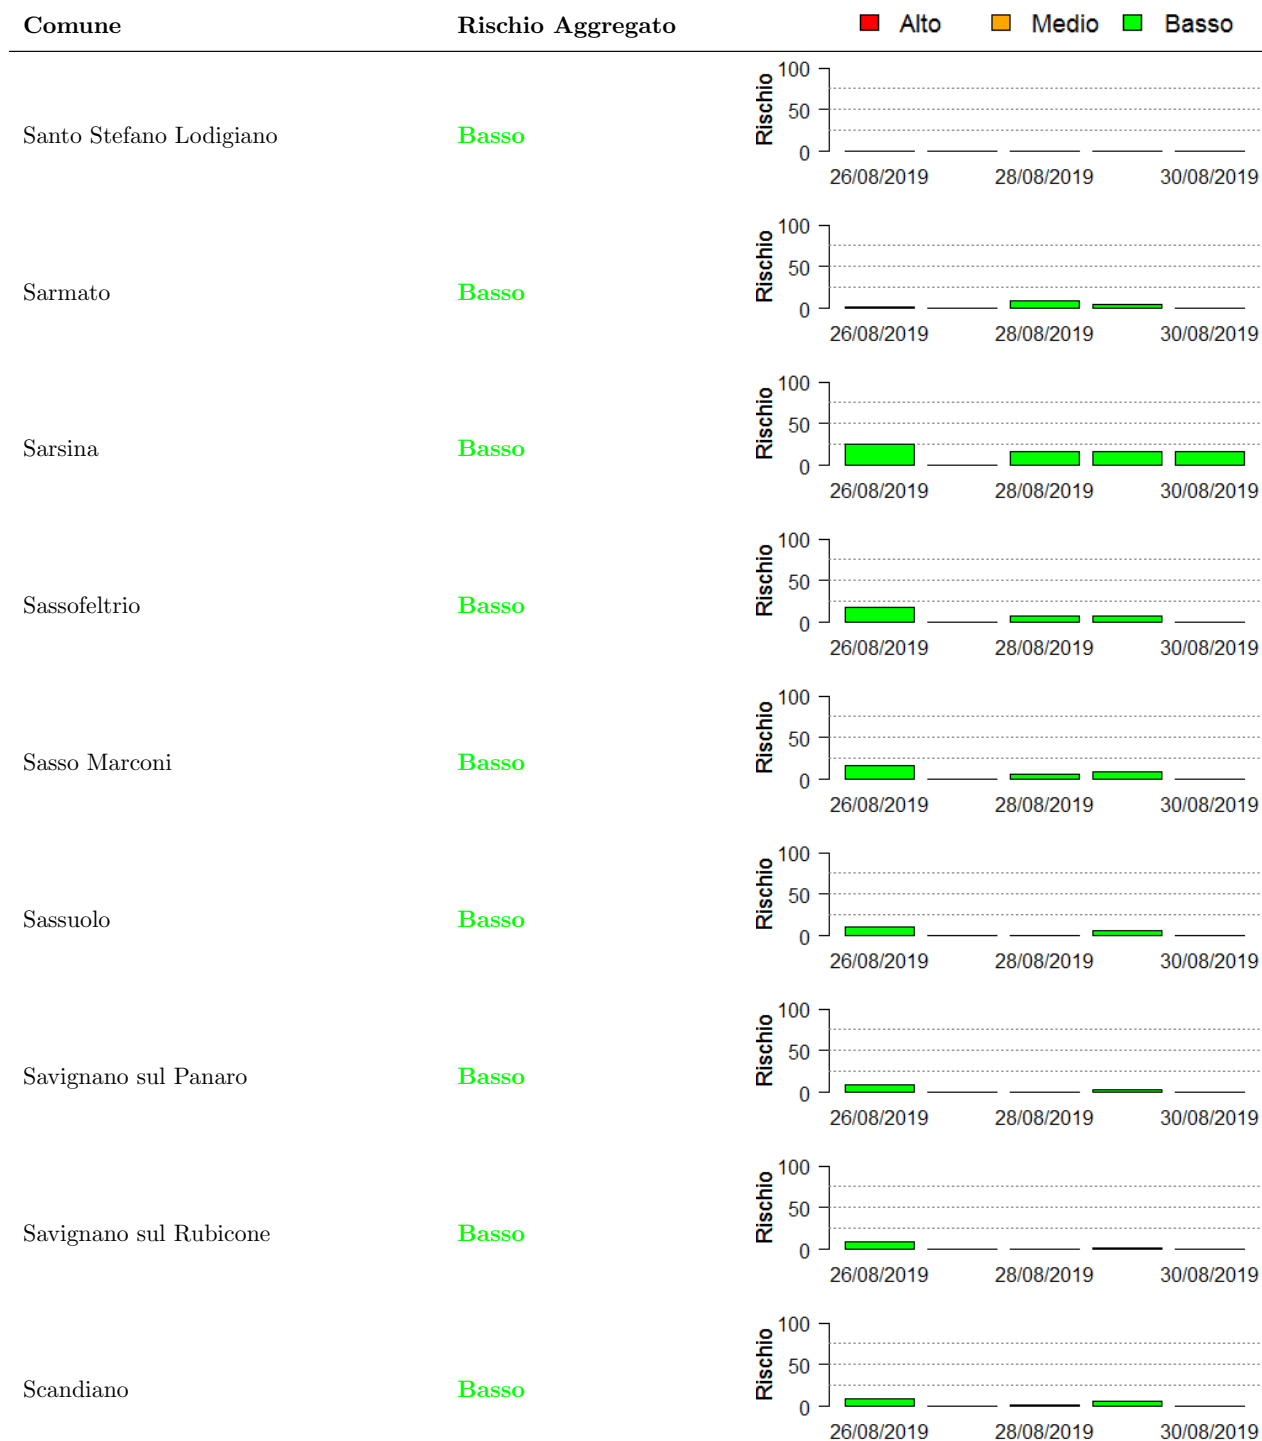 Comune Rischio Aggregato Alto Medio Basso
Santo Stefano Lodigiano Basso Rischio 100 50 0
26/08/2019 28/08/2019 30/08/2019
Sarmato Basso Rischio 100 50 0
26/08/2019 28/08/2019 30/08/2019
Sarsina Basso Rischio 100 50 0
26/08/2019 28/08/2019 30/08/2019
Sassofeltrio Basso Rischio 100 50 0
26/08/2019 28/08/2019 30/08/2019
Sasso Marconi Basso Rischio 100 50 0
26/08/2019 28/08/2019 30/08/2019
Sassuolo Basso Rischio 100 50 0
26/08/2019 28/08/2019 30/08/2019
Savignano sul Panaro Basso Rischio 100 50 0
26/08/2019 28/08/2019 30/08/2019
Savignano sul Rubicone Basso Rischio 100 50 0
26/08/2019 28/08/2019 30/08/2019
Scandiano Basso Rischio 100 50 0
26/08/2019 28/08/2019 30/08/2019